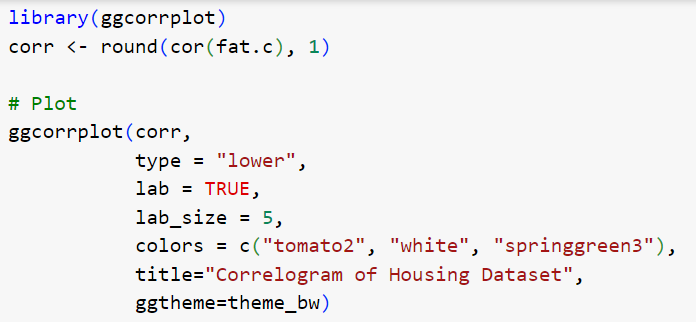 library(ggcorrplot)
corr <- round(cor(fat.c), 1)

# Plot
ggcorrplot(corr,
           type = "lower",
           lab = TRUE,
           lab_size = 5,
           colors = c("tomato2", "white", "springgreen3"),
           title="Correlogram of Housing Dataset",
           ggtheme=theme_bw)